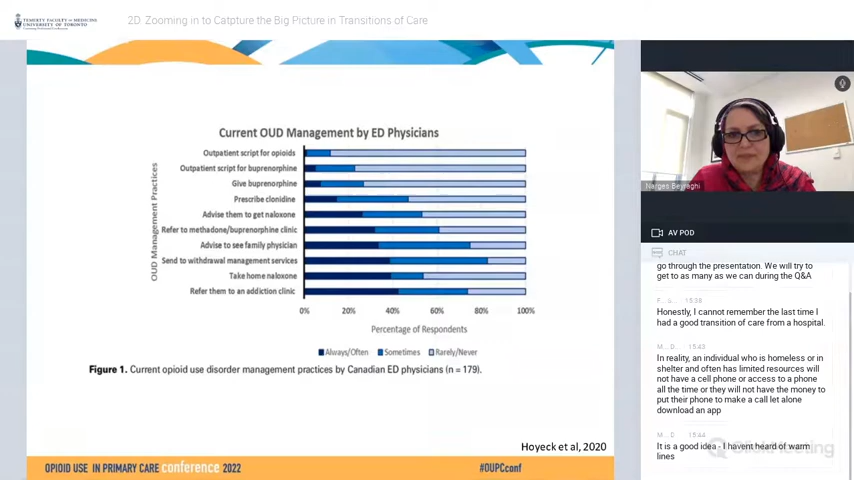 TEMERTY FACULTY OF MEDICINE
UNIVERSITY OF TORONTO
2D Zooming in to Catpture the Big Picture in Transitions of Care
Current OUD Management by ED Physicians
OUD Management Practices
Outpatient script for opioids
Outpatient script for buprenorphine
Give buprenorphine
Prescribe clonidine
Advise them to get naloxone
Refer to methadone/buprenorphine clinic
Advise to see family physician
Send to withdrawal management services
Take home naloxone
Refer them to an addiction clinic
0% 20% 40% 60% 80% 100%
Percentage of Respondents
Always/Often Sometimes Rarely/Never
Figure 1. Current opioid use disorder management practices by Canadian ED physicians (n = 179).
Hoyeck et al, 2020
OPIOID USE IN PRIMARY CARE conference 2022
#OUPCconf
Narges Beyraghi
AV POD
CHAT
go through the presentation. We will try to
get to as many as we can during the Q&A
15:38
Honestly, I cannot remember the last time I
had a good transition of care from a hospital.
M... D... 15:43
In reality, an individual who is homeless or in
shelter and often has limited resources will
not have a cell phone or access to a phone
all the time or they will not have the money to
put their phone to make a call let alone
download an app
M... D 15:44
It is a good idea - I havent heard of warm
lines
ClickMeeting